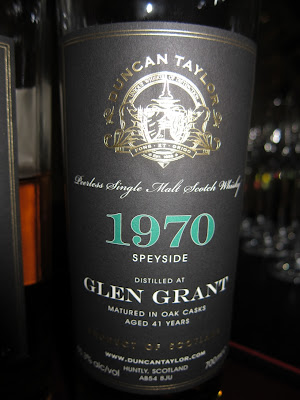 DUNCAN TAYLOR
Peerless Single Malt Scotch Whisky
1970
SPEYSIDE
DISTILLED AT
GLEN GRANT
MATURED IN OAK CASKS
AGED 41 YEARS
PRODUCT OF SCOTLAND
WWW.DUNCANTAYLOR.COM
alc/vol
HUNTLY, SCOTLAND
AB54 8JU